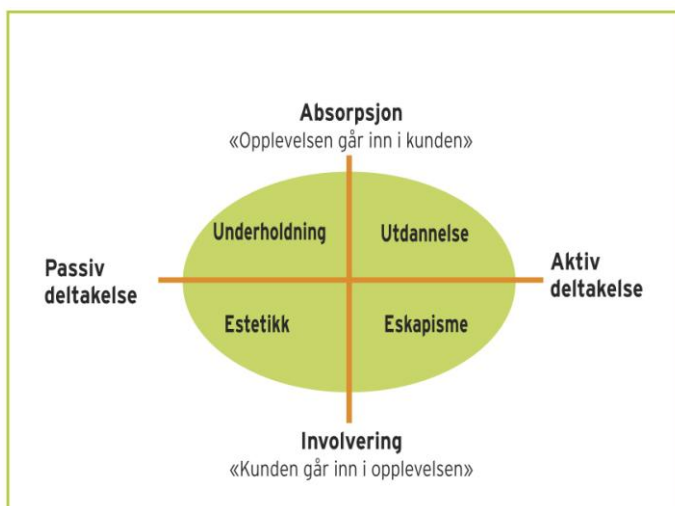 Absorpsjon
«Opplevelsen går inn i kunden»
Underholdning
Utdannelse
Passiv
deltakelse
Aktiv
deltakelse
Estetikk
Eskapisme
Involvering
«Kunden går inn i opplevelsen»